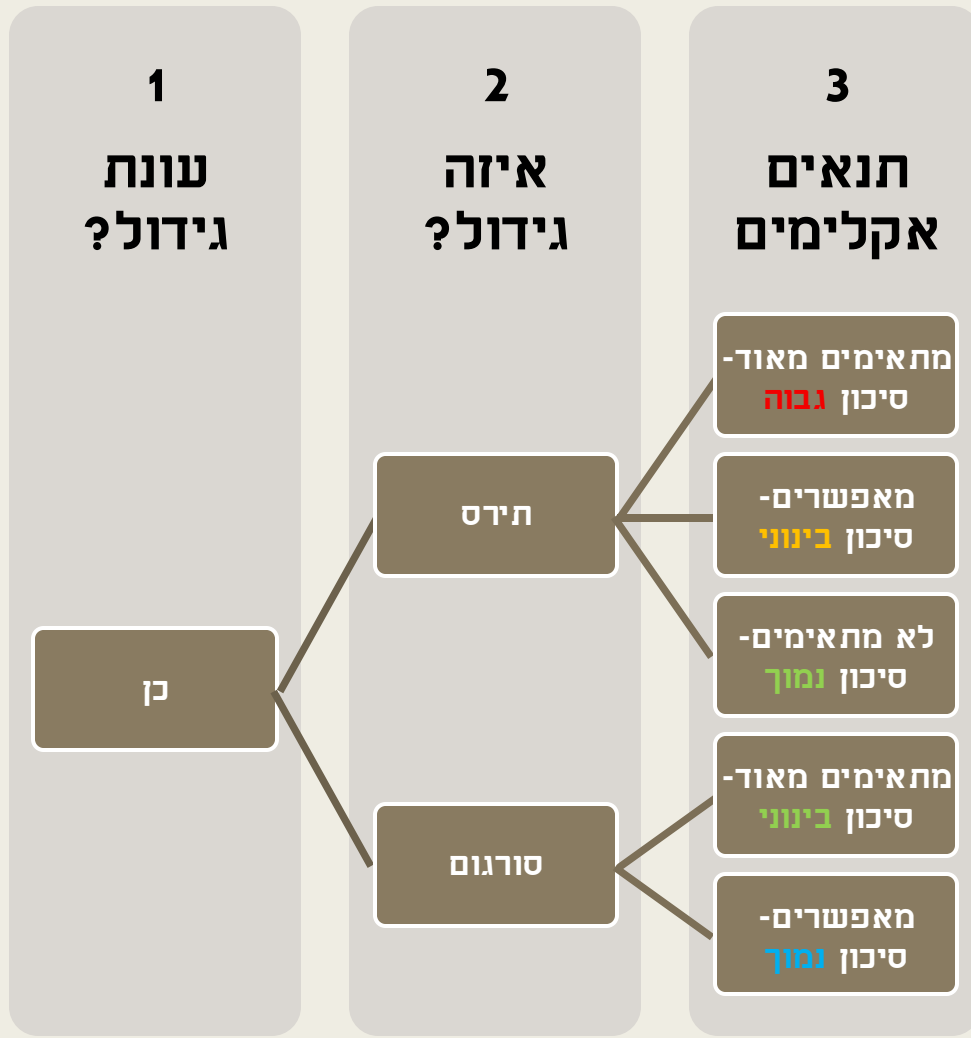 1
עונת
גידול?
כן
2
איזה
גידול?
תירס
סורגום
3
תנאים
אקלימים
מתאימים מאוד-
סיכון גבוה
מאפשרים-
סיכון בינוני
לא מתאימים-
סיכון נמוך
מתאימים מאוד-
סיכון בינוני
מאפשרים-
סיכון נמוך